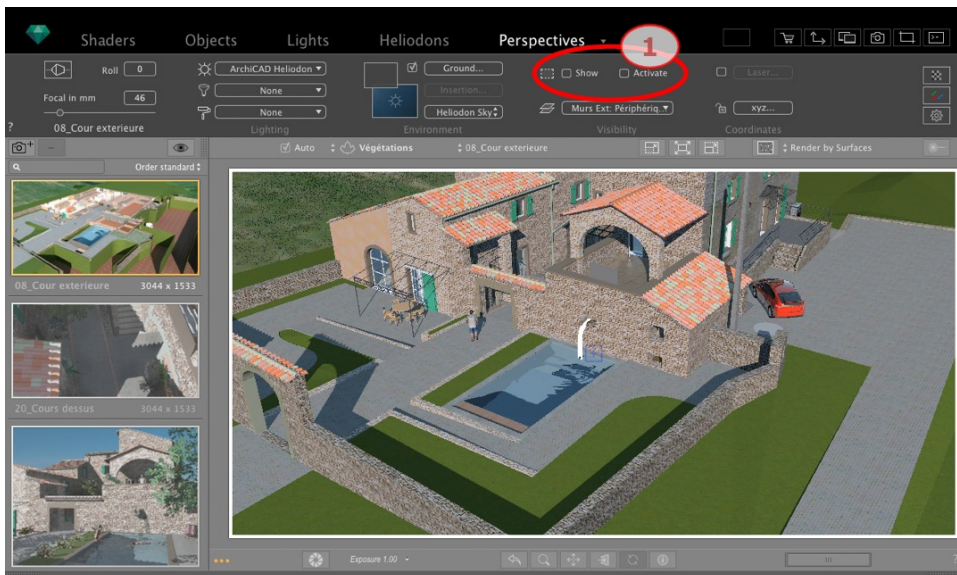 Shaders Objects Lights Heliodons Perspectives
1
Roll 0 ArchiCAD Heliodon Ground... Show Activate Laser...
Focal in mm 46 None Insertion...
None Heliodon Sky Murs Ext: Périphériq. xyz...
? 08_Cour exterieure Lighting Environment Visibility Coordinates
Auto Végétations 08_Cour exterieure Render by Surfaces
Order standard
08_Cour exterieure 3044 x 1533
20_Cours dessus 3044 x 1533
Exposure 1.00